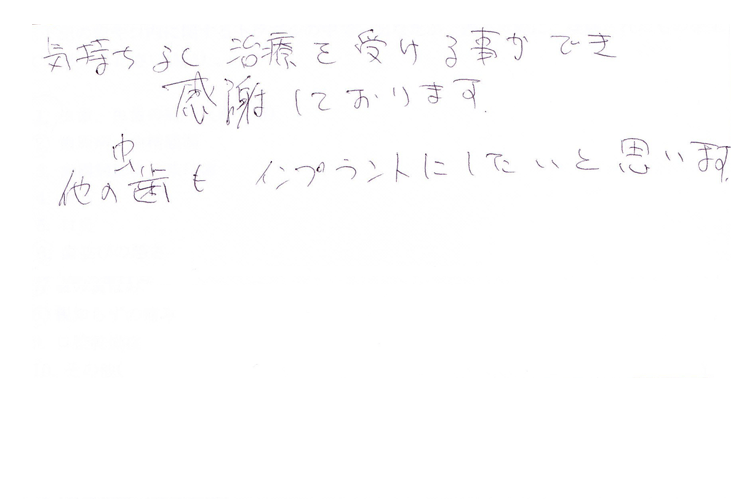 気持ちよく治療を受ける事ができ
感謝しております。
他の虫歯もインプラントにしたいと思います。